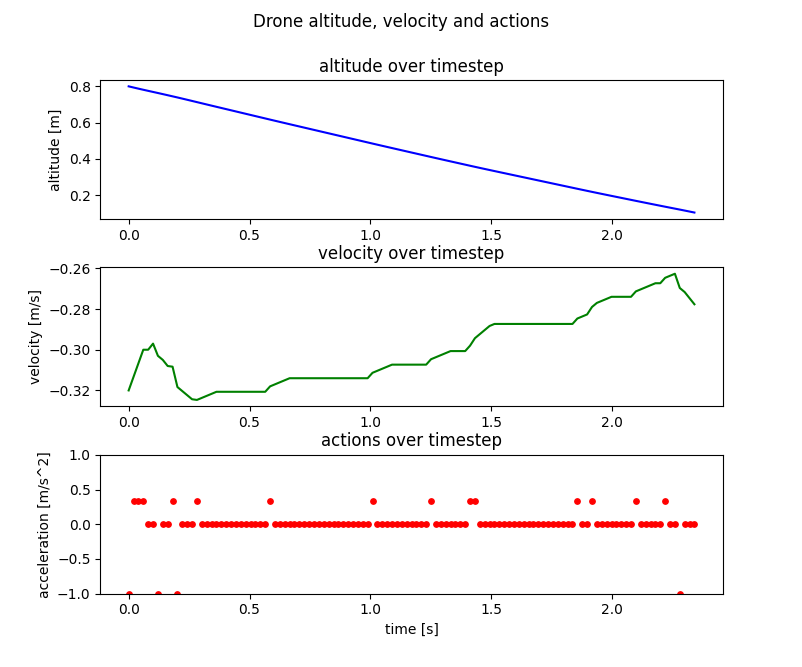 Drone altitude, velocity and actions
altitude over timestep
altitude [m]
0.8
0.6
0.4
0.2
0.0 0.5 1.0 1.5 2.0
velocity over timestep
velocity [m/s]
−0.26
−0.28
−0.30
−0.32
0.0 0.5 1.0 1.5 2.0
actions over timestep
acceleration [m/s^2]
1.0
0.5
0.0
−0.5
−1.0
0.0 0.5 1.0 1.5 2.0
time [s]